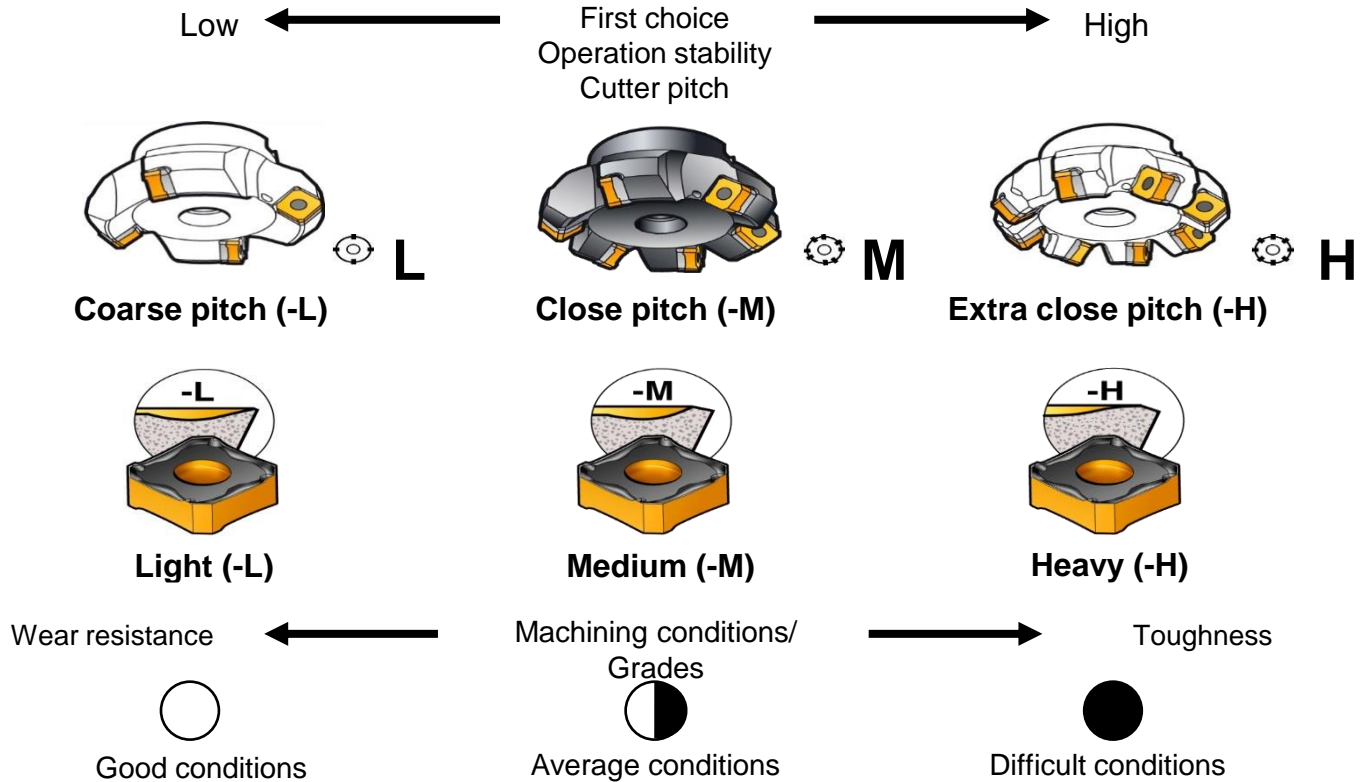 Low
First choice
High
Operation stability
Cutter pitch
L
M
H
Coarse pitch (-L)
Close pitch (-M)
Extra close pitch (-H)
-L
-M
-H
Light (-L)
Medium (-M)
Heavy (-H)
Wear resistance
Machining conditions/
Toughness
Grades
Good conditions
Average conditions
Difficult conditions